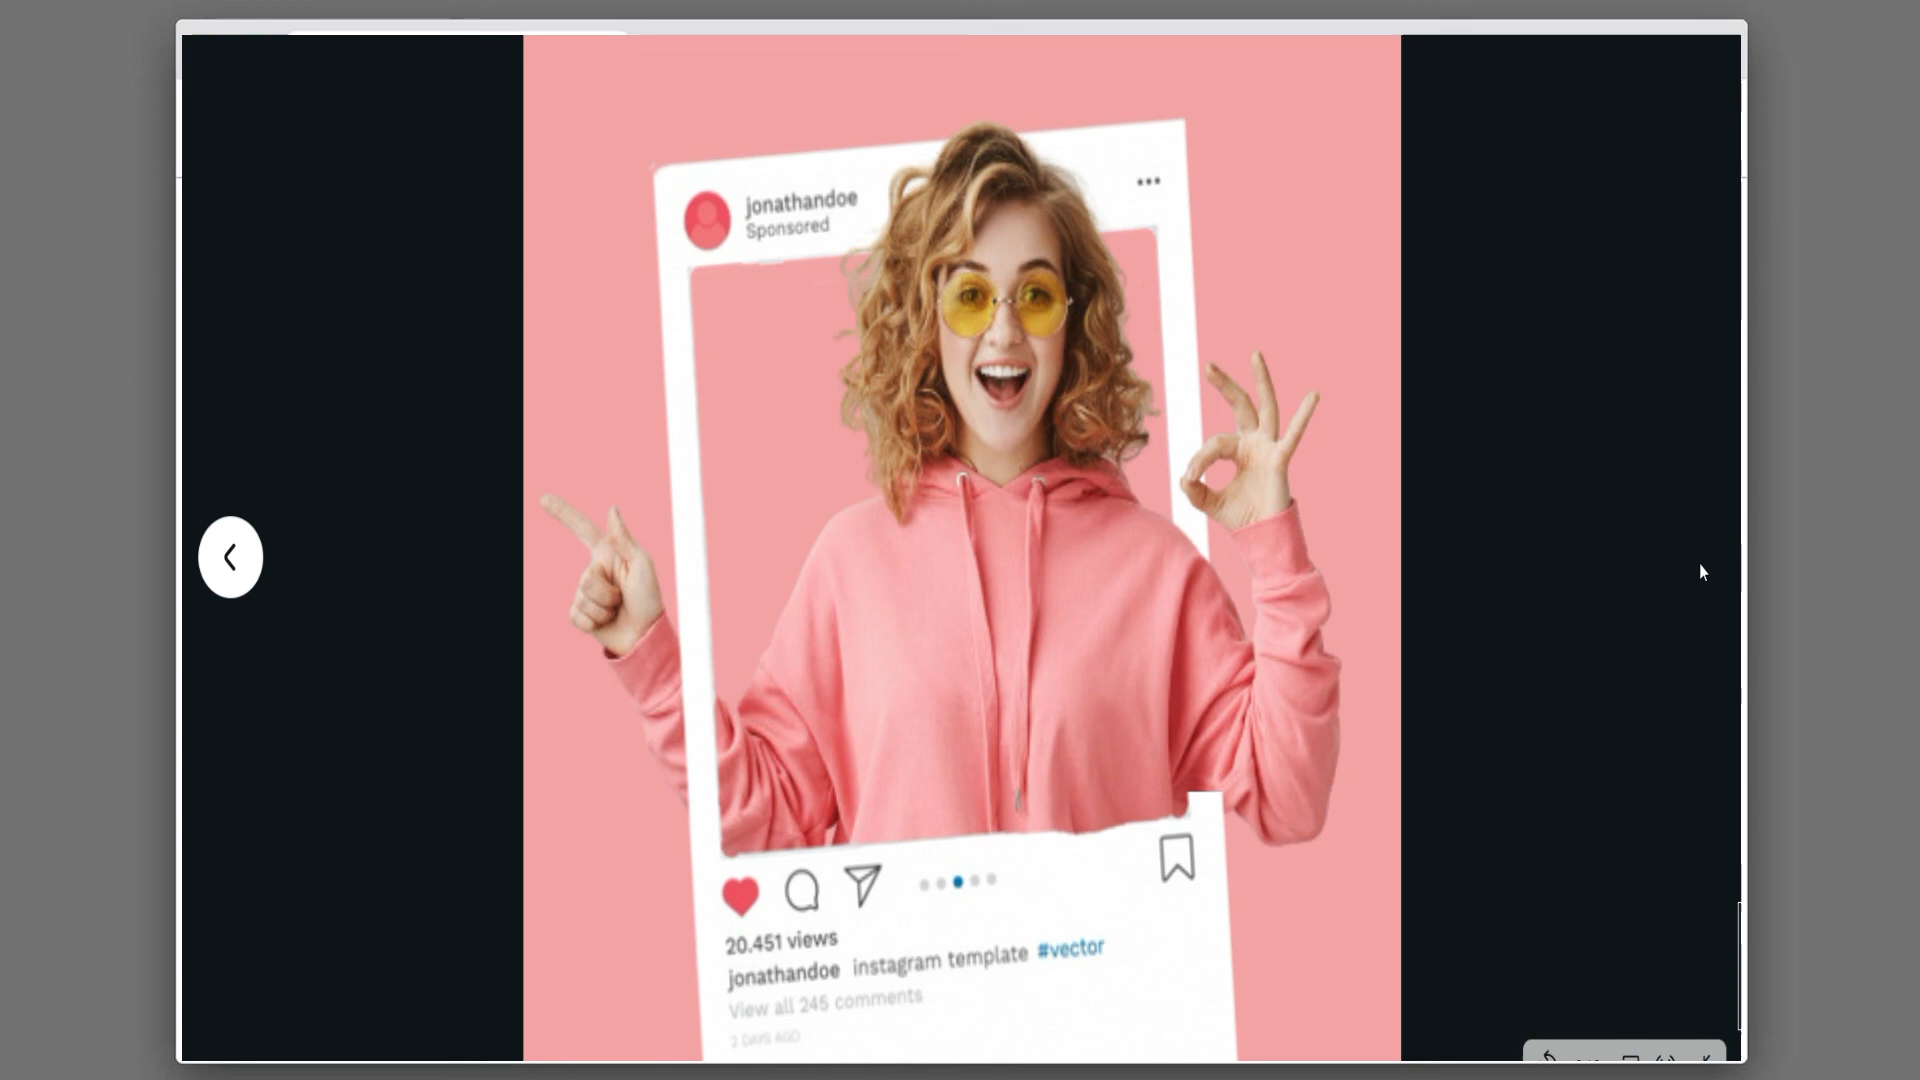 jonathandoe
Sponsored
20.451 views
jonathandoe instagram template #vector
View all 245 comments
2 DAYS AGO